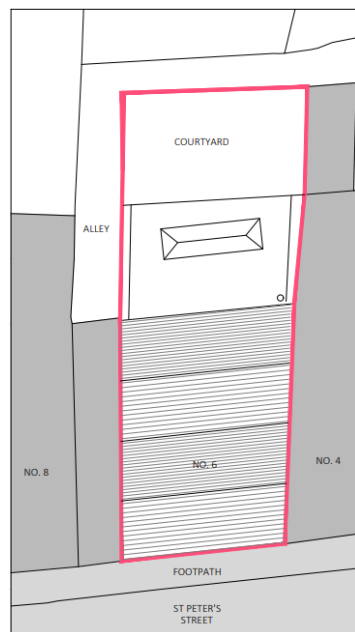 COURTYARD
ALLEY
NO. 8
NO. 6
NO. 4
FOOTPATH
ST PETER'S
STREET